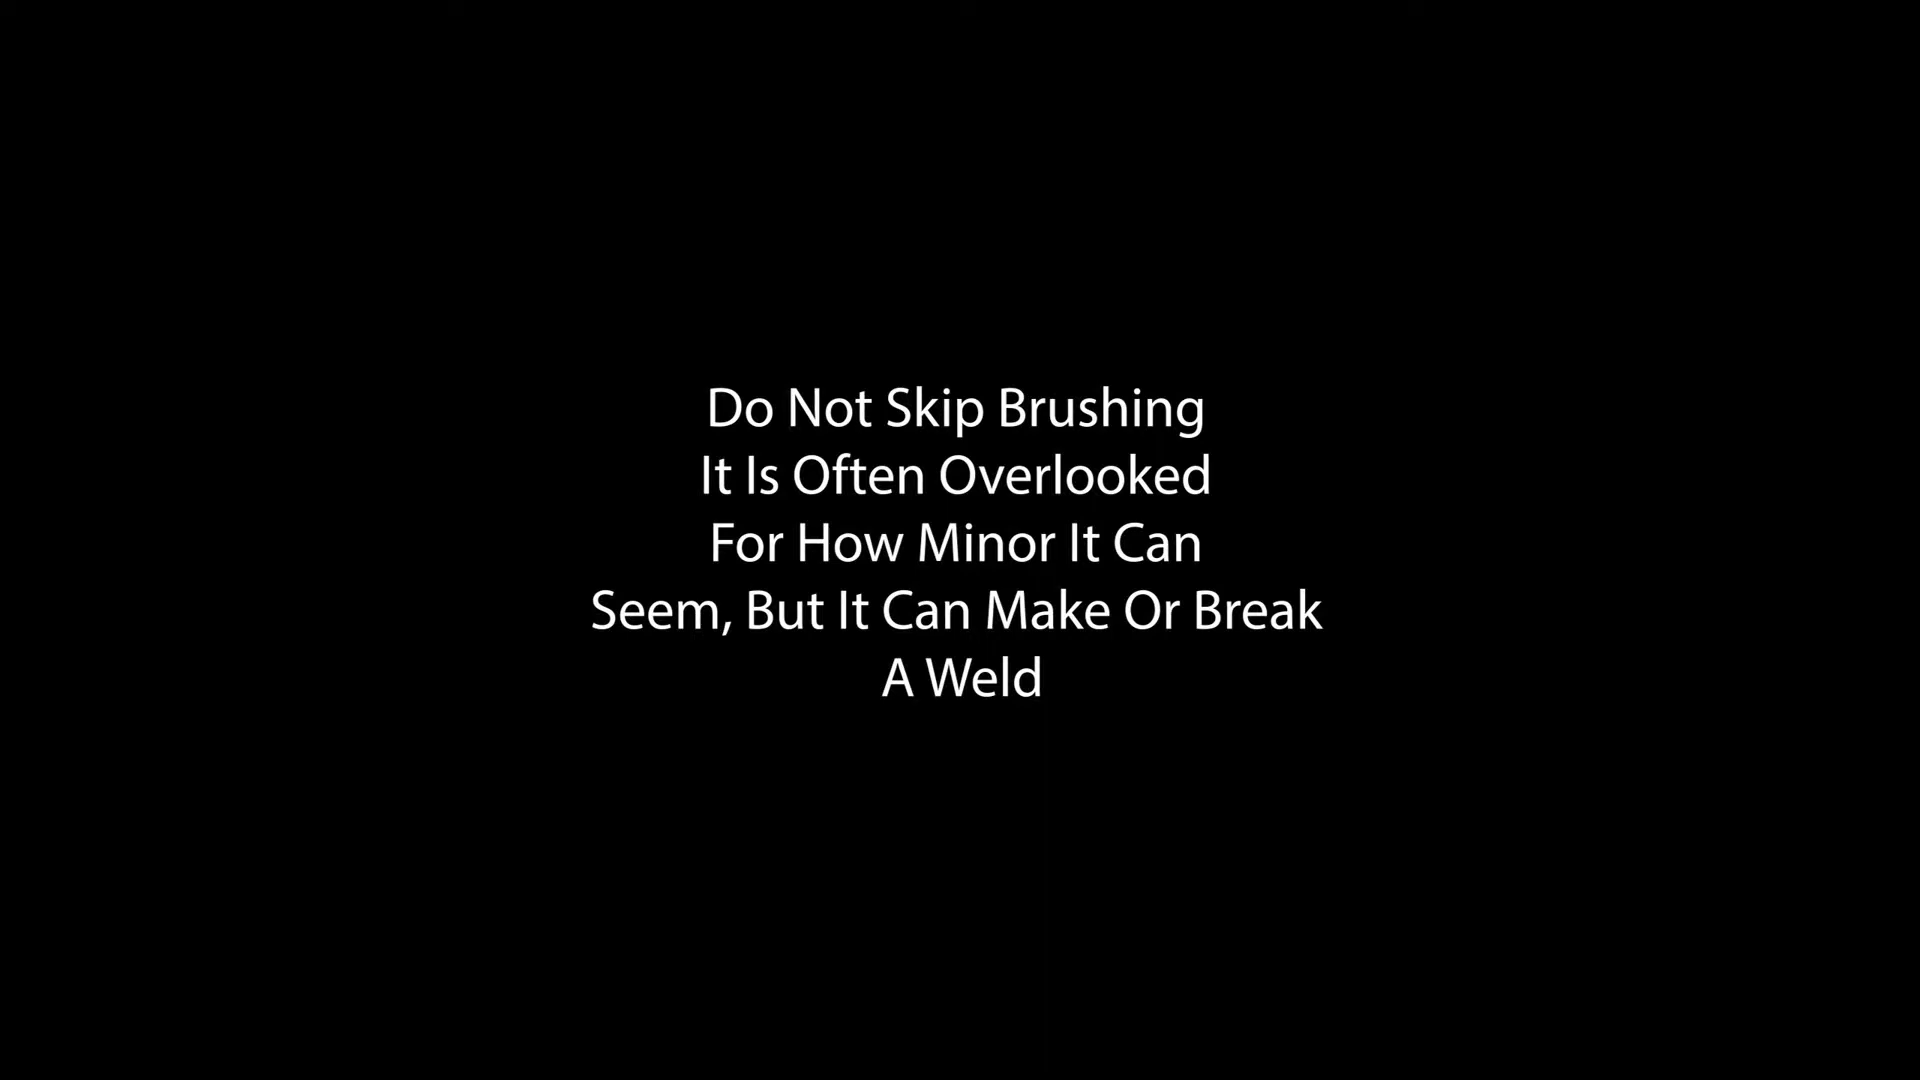 Do Not Skip Brushing
It Is Often Overlooked
For How Minor It Can
Seem, But It Can Make Or Break
A Weld